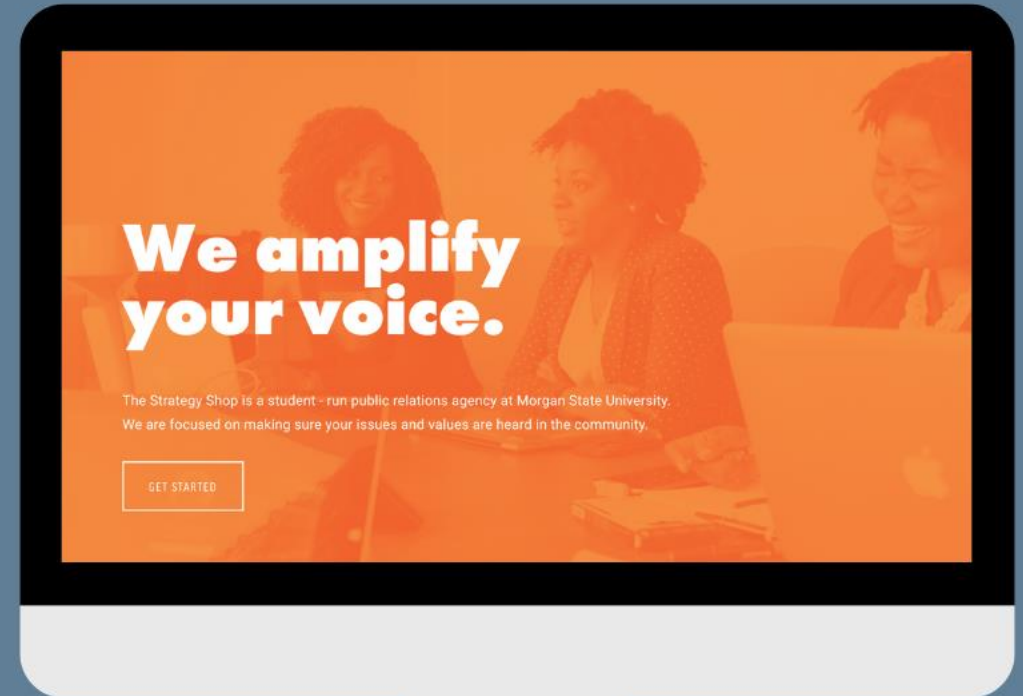 We amplify
your voice.
The Strategy Shop is a student - run public relations agency at Morgan State University.
We are focused on making sure your issues and values are heard in the community.
GET STARTED